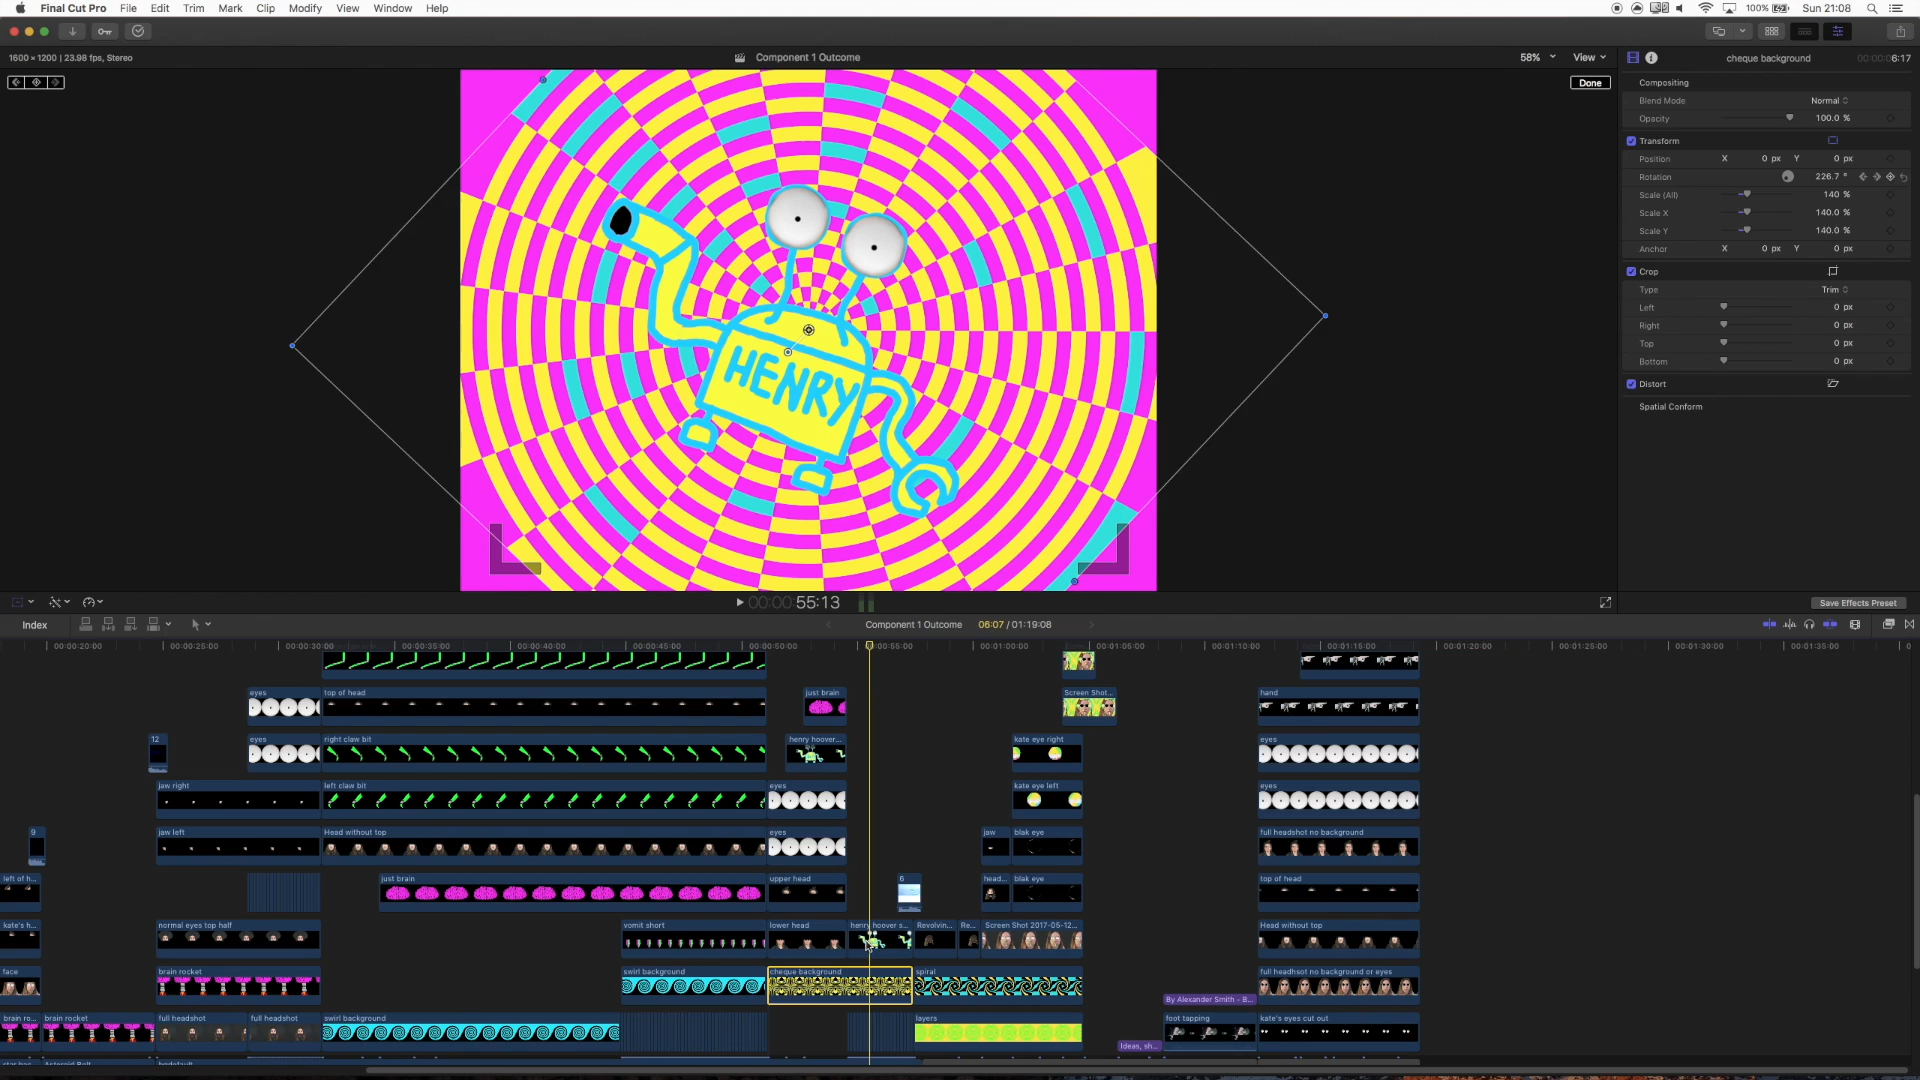 Final Cut Pro File Edit Trim Mark Clip Modify View Window Help
100% Sun 21:08
1600 × 1200 | 23.98 fps, Stereo
Component 1 Outcome
58% View
cheque background
00:00:06:17
Done
Compositing
Blend Mode Normal
Opacity 100.0 %
Transform
Position X 0 px Y 0 px
Rotation 226.7 °
Scale (All) 140 %
Scale X 140.0 %
Scale Y 140.0 %
Anchor X 0 px Y 0 px
Crop
Type Trim
Left 0 px
Right 0 px
Top 0 px
Bottom 0 px
Distort
Spatial Conform
HENRY
00:00:55:13
Save Effects Preset
Index
Component 1 Outcome 06:07 / 01:19:08
00:00:20:00 00:00:25:00 00:00:30:00 00:00:35:00 00:00:40:00 00:00:45:00 00:00:50:00 00:00:55:00 00:01:00:00 00:01:05:00 00:01:10:00 00:01:15:00 00:01:20:00 00:01:25:00 00:01:30:00 00:01:35:00
eyes top of head just brain Screen Shot... hand
12 eyes right claw bit henry hoover... kate eye right eyes
jaw right left claw bit eyes kate eye left eyes
9 jaw left Head without top eyes jaw blak eye full headshot no background
left of h... just brain upper head 6 head... blak eye top of head
kate's h... normal eyes top half vomit short lower head henry hoover s... Revolvin... Re... Screen Shot 2017-05-12... Head without top
face brain rocket swirl background cheque background spiral full headhsot no background or eyes
By Alexander Smith - B...
brain ro... brain rocket full headshot full headshot swirl background layers foot tapping kate's eyes cut out
Ideas, sh...